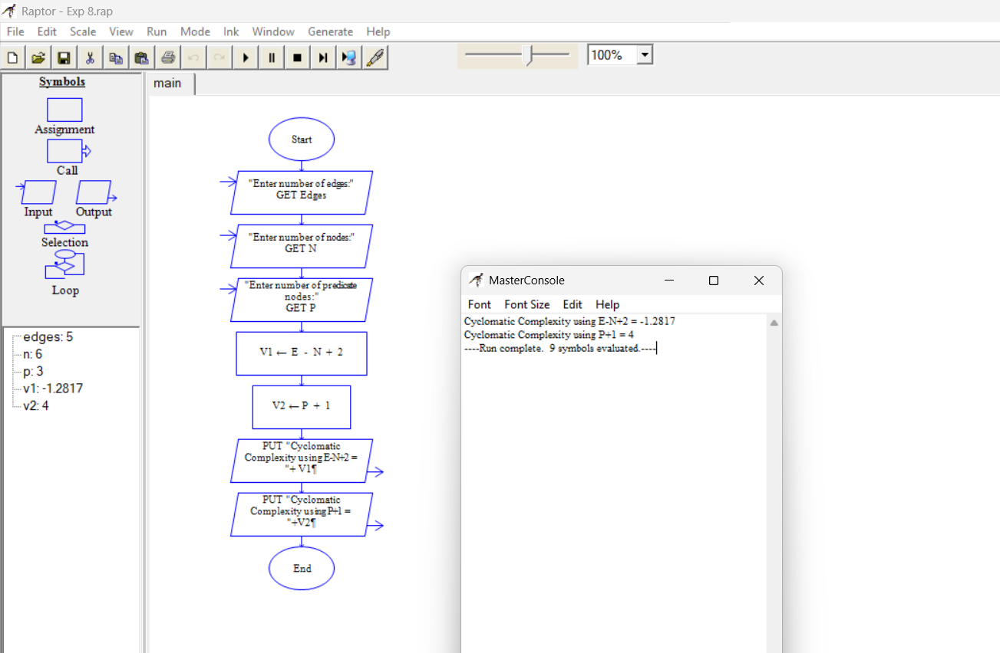 Raptor - Exp 8.rap
File Edit Scale View Run Mode Ink Window Generate Help
100%
Symbols
Assignment
Call
Input Output
Selection
Loop
edges: 5
n: 6
p: 3
v1: -1.2817
v2: 4
main
Start
"Enter number of edges:"
GET Edges
"Enter number of nodes:"
GET N
"Enter number of predicate
nodes:"
GET P
V1 ← E - N + 2
V2 ← P + 1
PUT "Cyclomatic
Complexity using E-N+2 =
"+ V1¶
PUT "Cyclomatic
Complexity using P+1 =
"+V2¶
End
MasterConsole
Font Font Size Edit Help
Cyclomatic Complexity using E-N+2 = -1.2817
Cyclomatic Complexity using P+1 = 4
----Run complete. 9 symbols evaluated.----